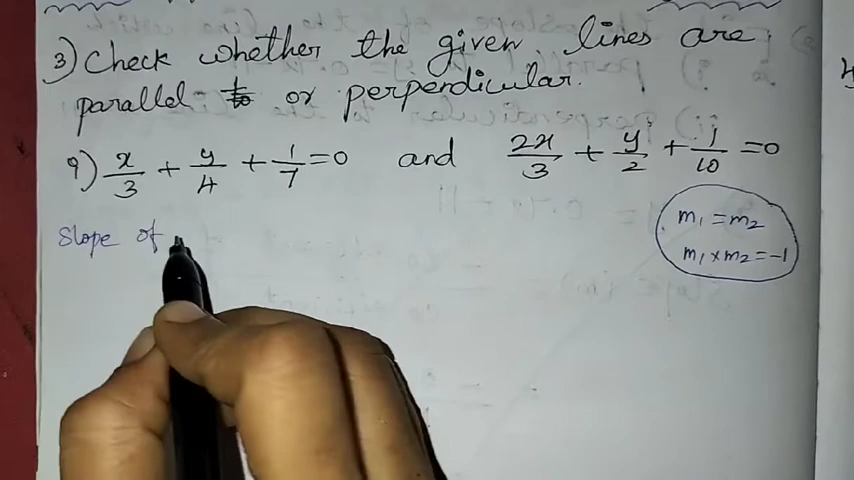 3) Check whether the given lines are
parallel to or perpendicular.
9) x/3 + y/4 + 1/7 = 0 and 2x/3 + y/2 + 1/10 = 0
m₁ = m₂
m₁ × m₂ = -1
Slope of